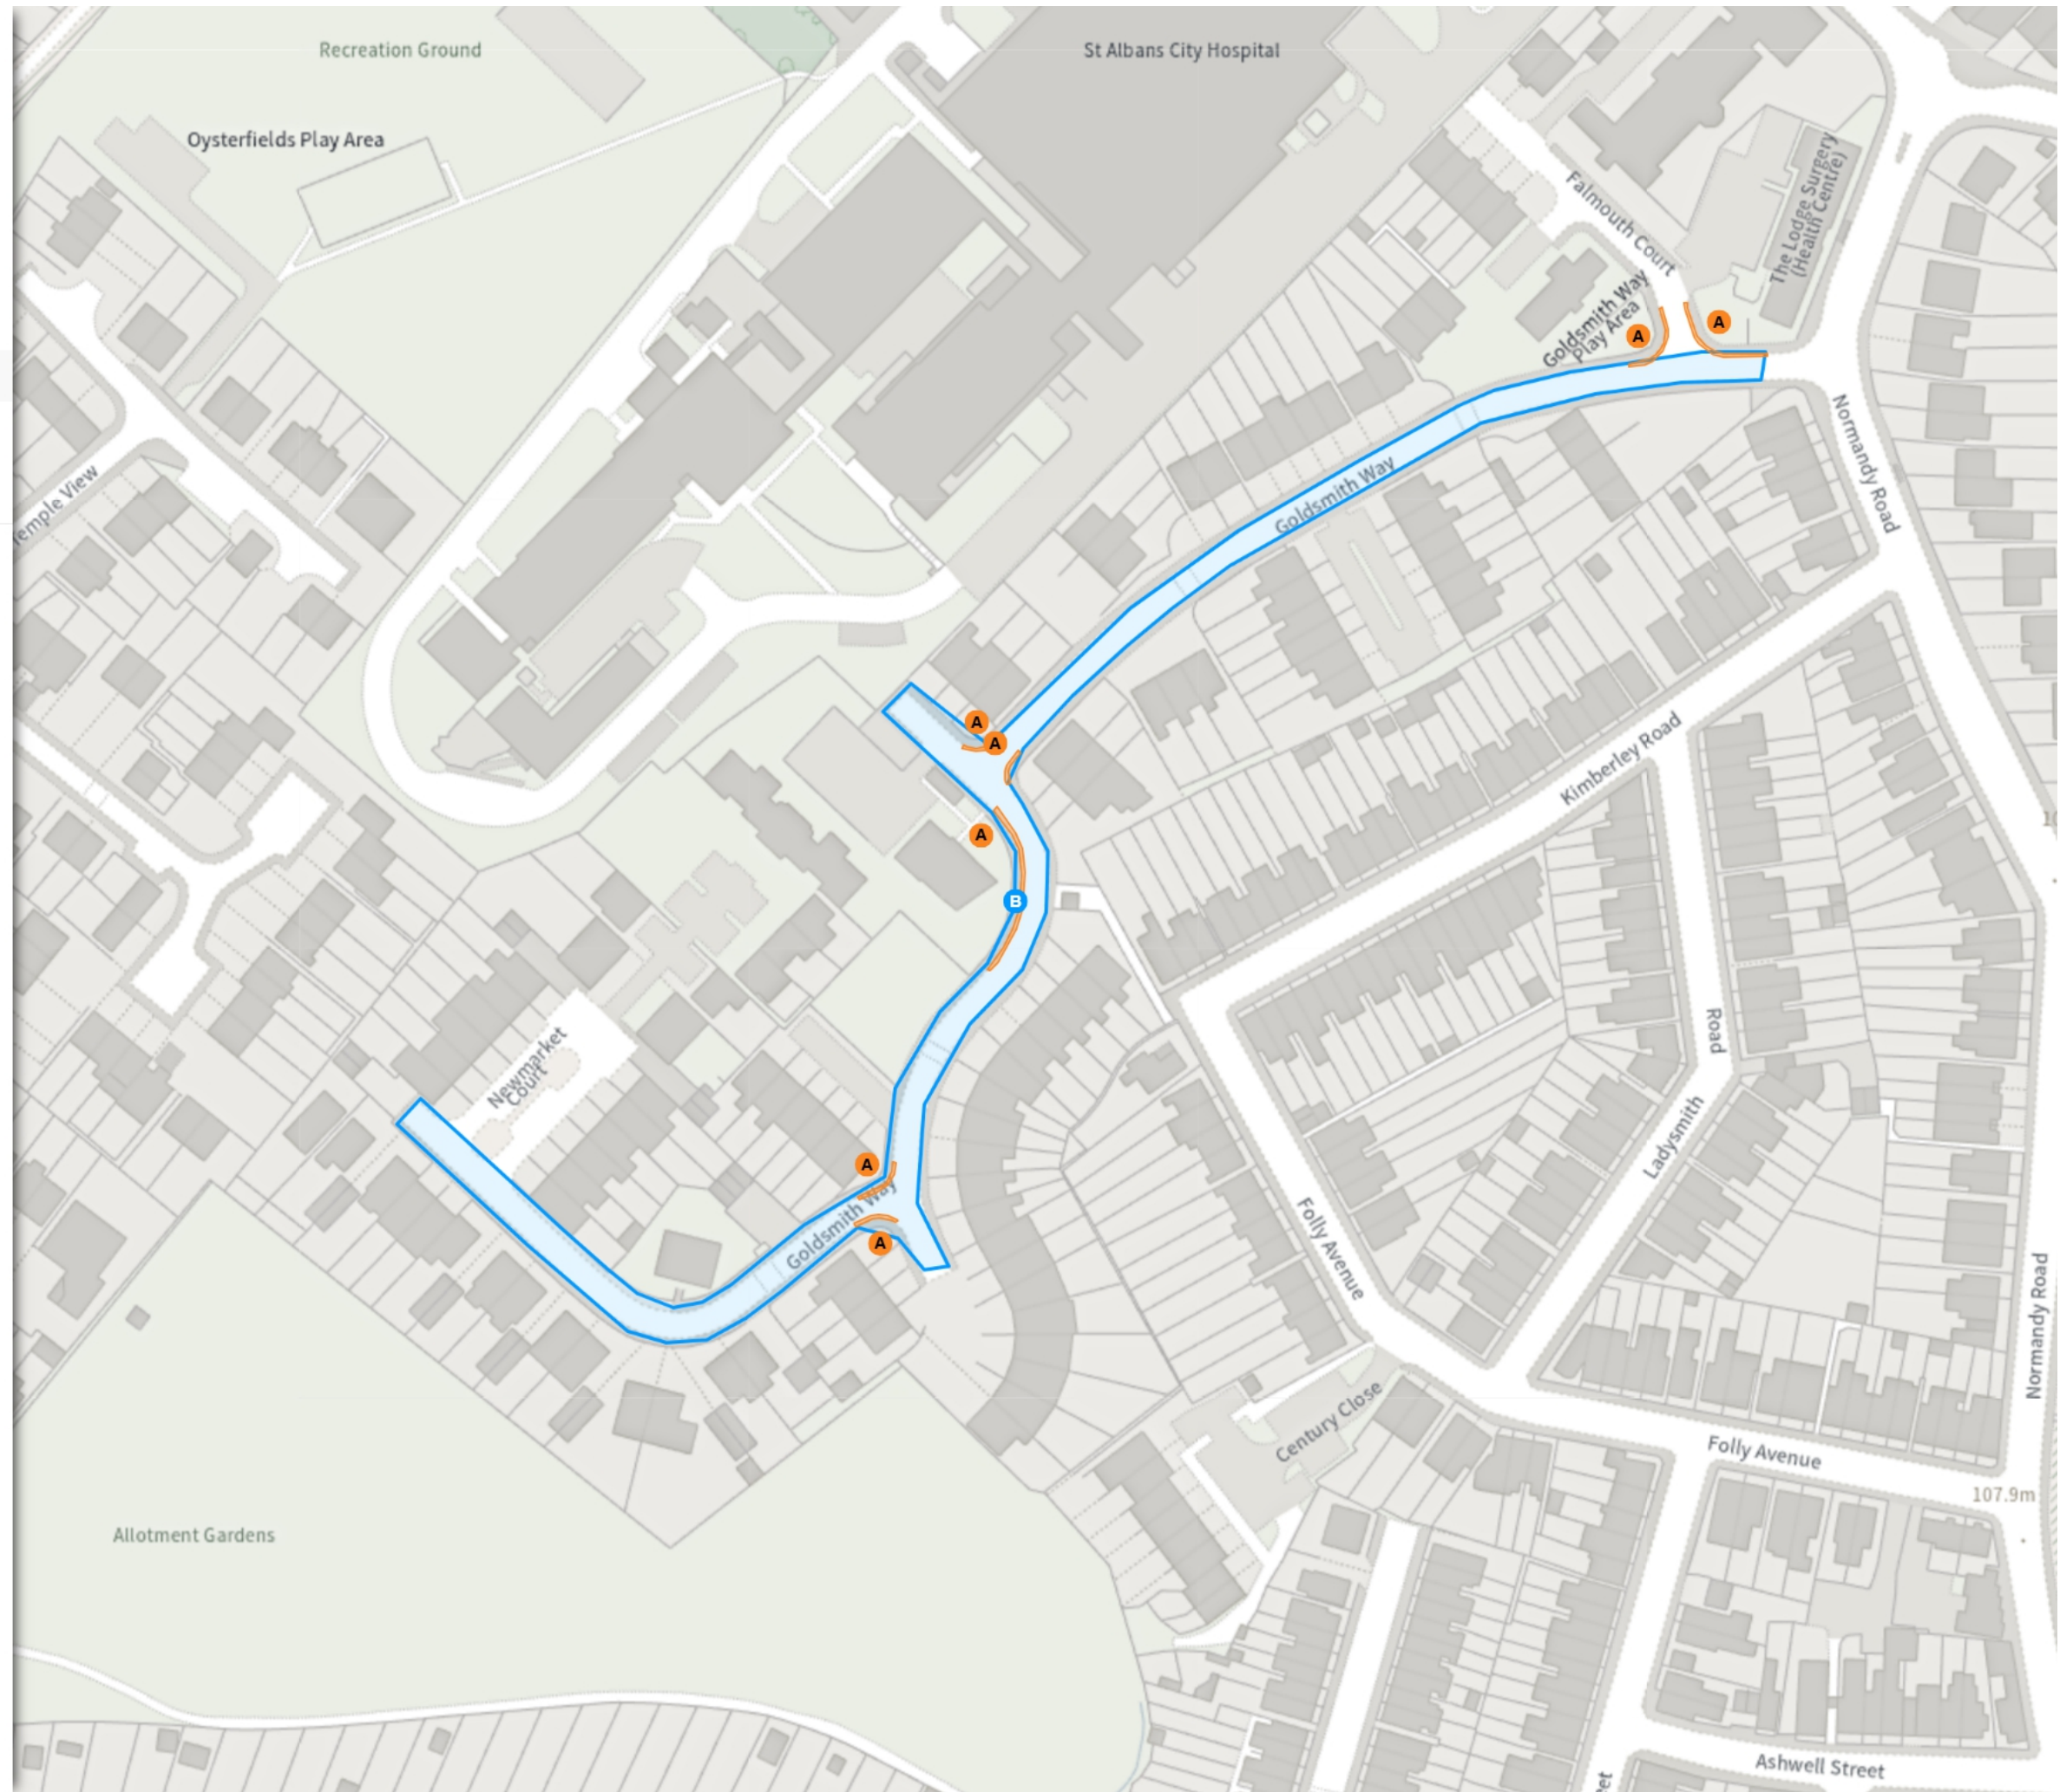 Recreation Ground
St Albans City Hospital
Oysterfields Play Area
Falmouth Court
The Lodge Surgery
(Health Centre)
Goldsmith Way
Play Area
A
A
Normandy Road
Temple View
Goldsmith Way
A
A
Kimberley Road
A
B
Road
Newmarket
Court
Ladysmith
A
Goldsmith Way
A
Folly Avenue
Normandy Road
Century Close
Folly Avenue
107.9m
Allotment Gardens
Ashwell Street